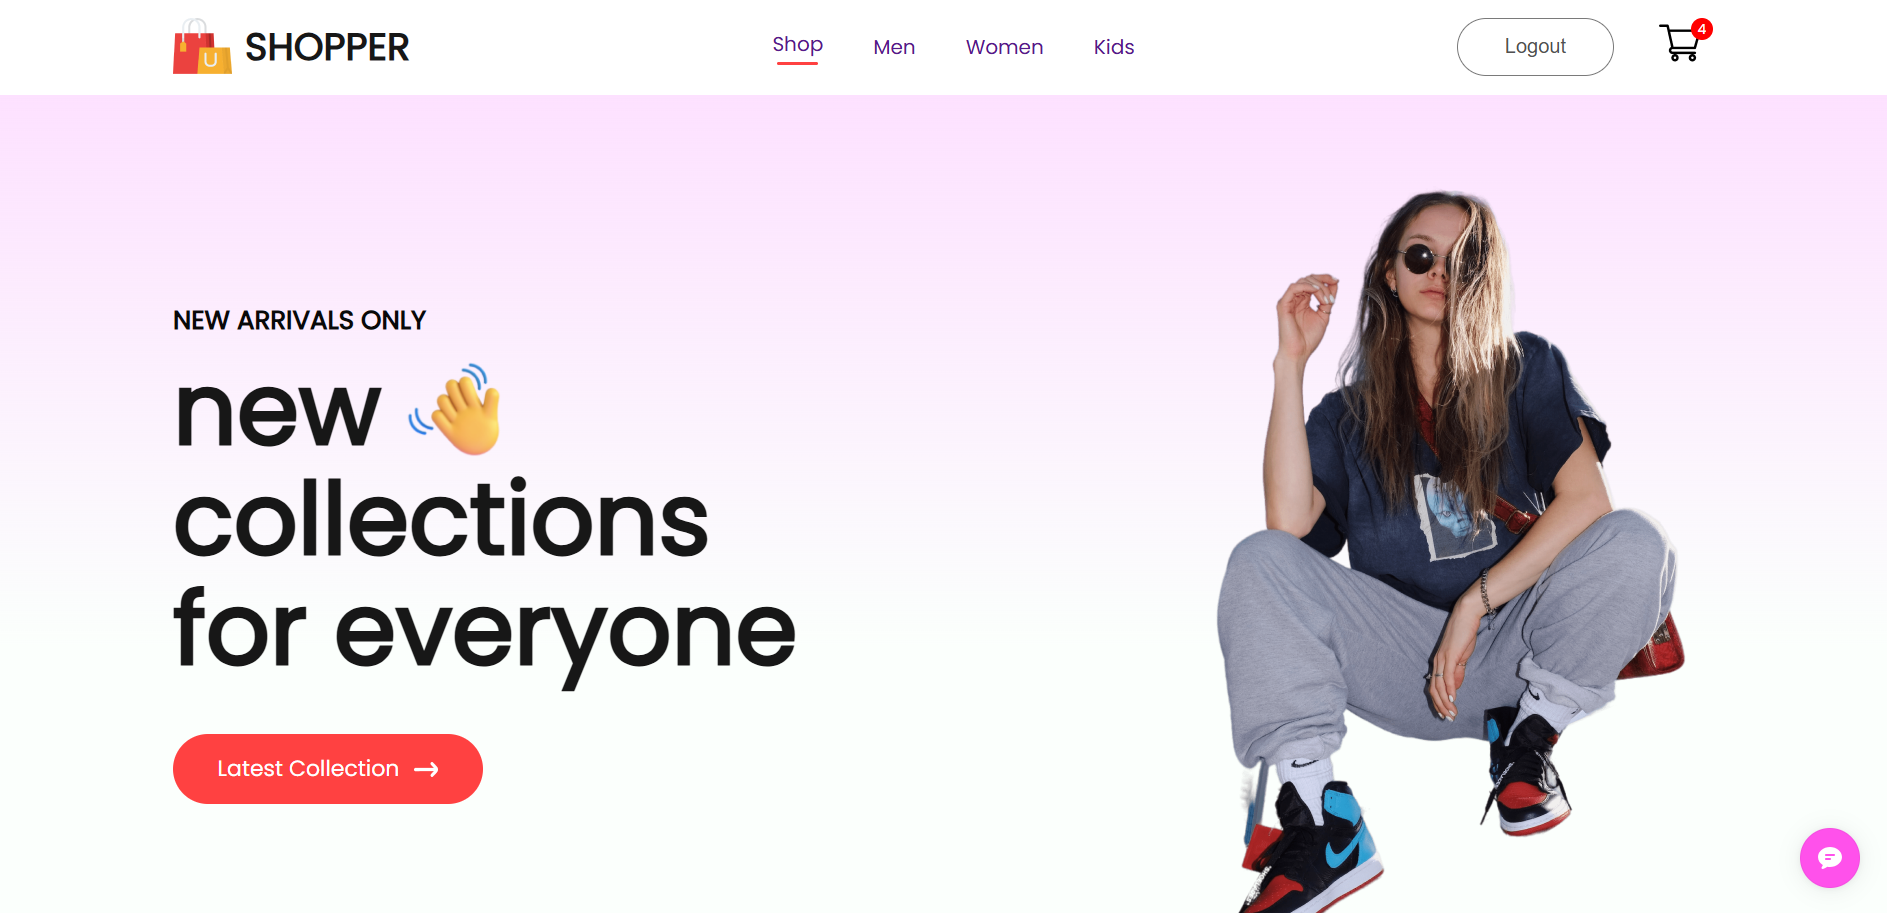 U SHOPPER
Shop Men Women Kids
Logout
4
NEW ARRIVALS ONLY
new
collections
for everyone
Latest Collection